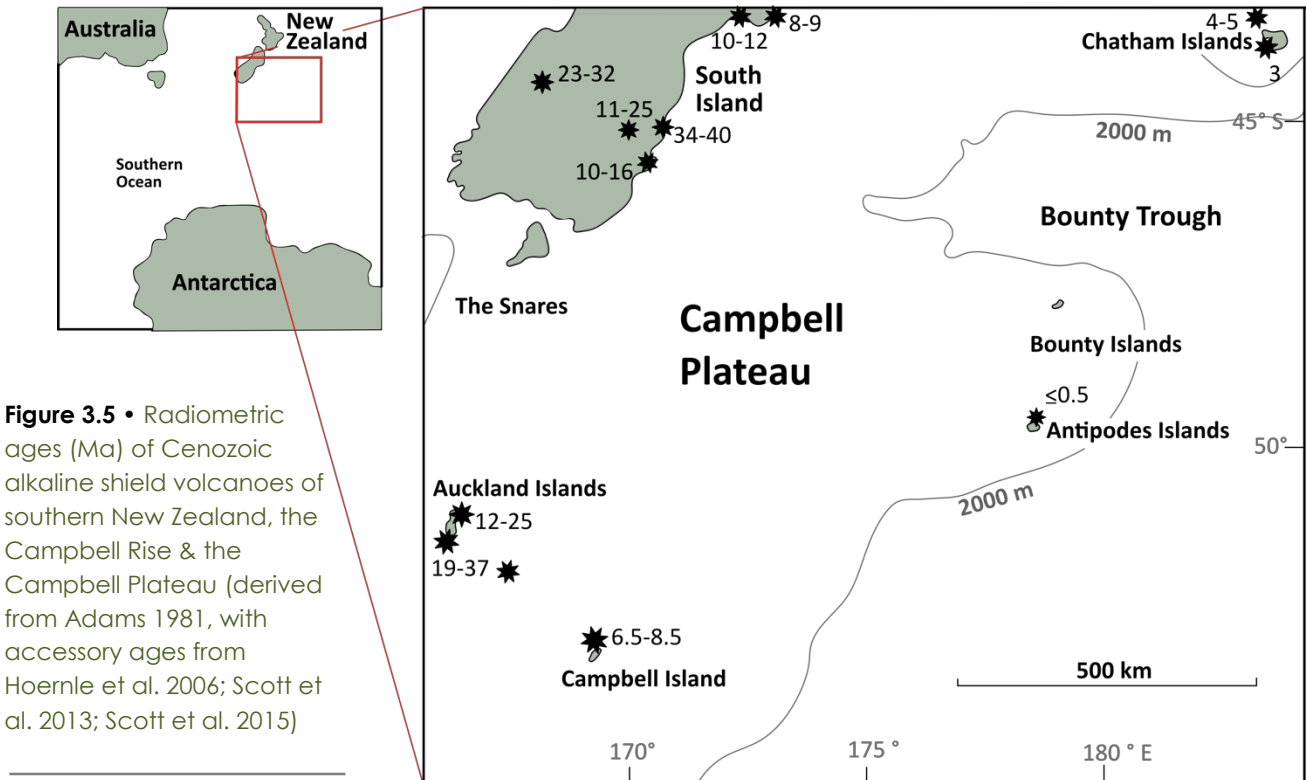 Australia
New
Zealand
Southern
Ocean
Antarctica
Figure 3.5 • Radiometric
ages (Ma) of Cenozoic
alkaline shield volcanoes of
southern New Zealand, the
Campbell Rise & the
Campbell Plateau (derived
from Adams 1981, with
accessory ages from
Hoernle et al. 2006; Scott et
al. 2013; Scott et al. 2015)
10-12
8-9
4-5
Chatham Islands
3
23-32
South
Island
11-25
34-40
10-16
2000 m
45° S
Bounty Trough
The Snares
Campbell
Plateau
Bounty Islands
≤0.5
Antipodes Islands
50°
2000 m
Auckland Islands
12-25
19-37
6.5-8.5
Campbell Island
500 km
170°
175 °
180 ° E